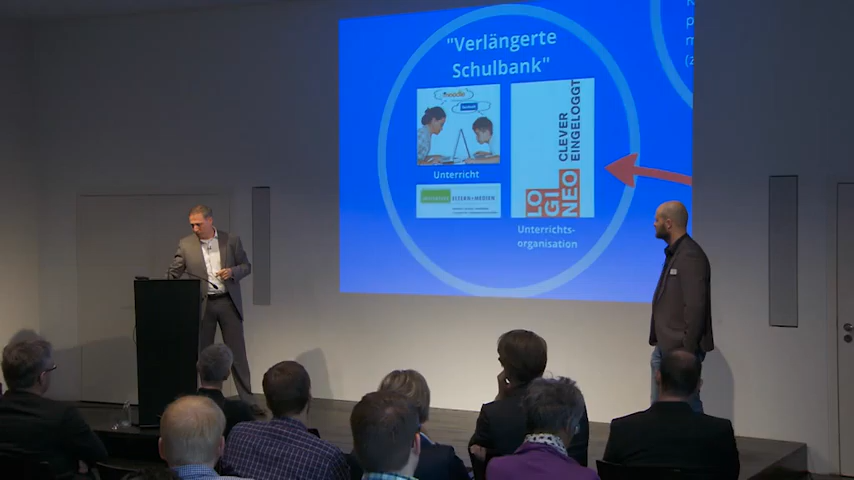 "Verlängerte
Schulbank"
moodle
Unterricht
ELTERN+MEDIEN
CLEVER
EINGELOGGT
LO
GI
NEO
Unterrichts-
organisation